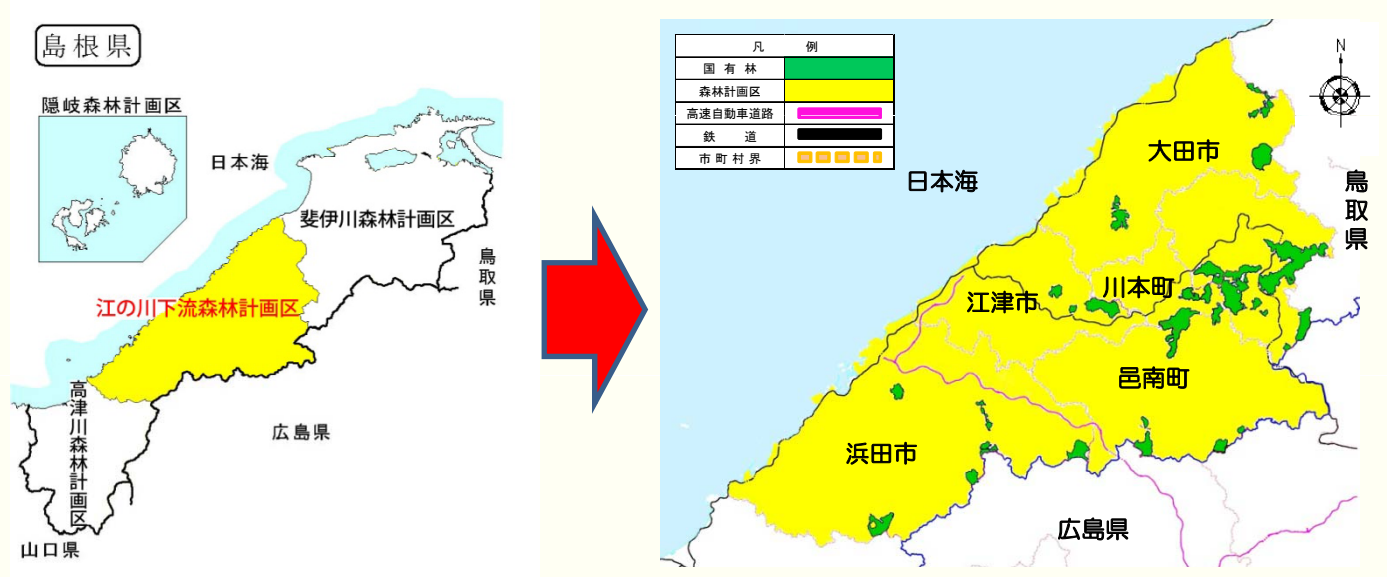 島根県
隠岐森林計画区
日本海
斐伊川森林計画区
鳥取県
江の川下流森林計画区
高津川森林計画区
広島県
山口県
凡 例
国有林
森林計画区
高速自動車道路
鉄 道
市町村界
N
日本海
大田市
鳥取県
江津市
川本町
邑南町
浜田市
広島県